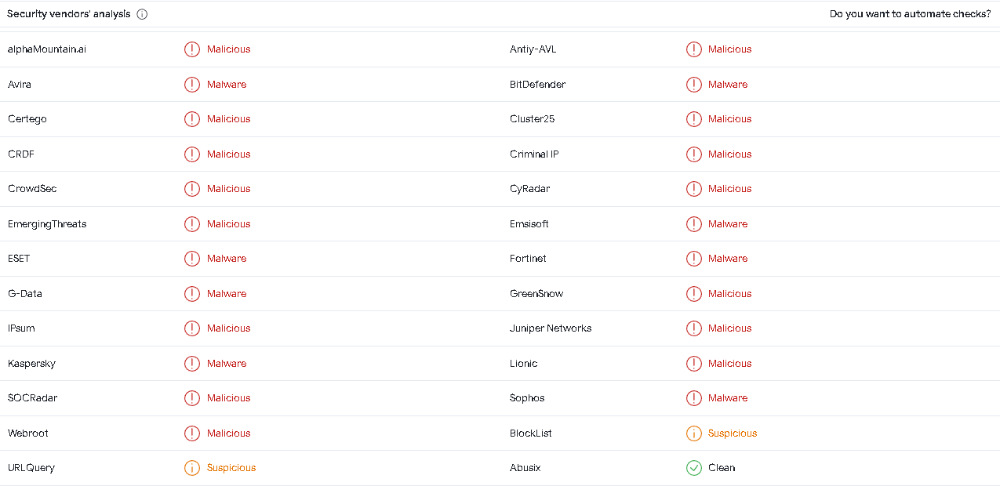 Security vendors' analysis Do you want to automate checks?
alphaMountain.ai Malicious Antiy-AVL Malicious
Avira Malware BitDefender Malware
Certego Malicious Cluster25 Malicious
CRDF Malicious Criminal IP Malicious
CrowdSec Malicious CyRadar Malicious
EmergingThreats Malicious Emsisoft Malware
ESET Malware Fortinet Malware
G-Data Malware GreenSnow Malicious
IPsum Malicious Juniper Networks Malicious
Kaspersky Malware Lionic Malicious
SOCRadar Malicious Sophos Malware
Webroot Malicious BlockList Suspicious
URLQuery Suspicious Abusix Clean